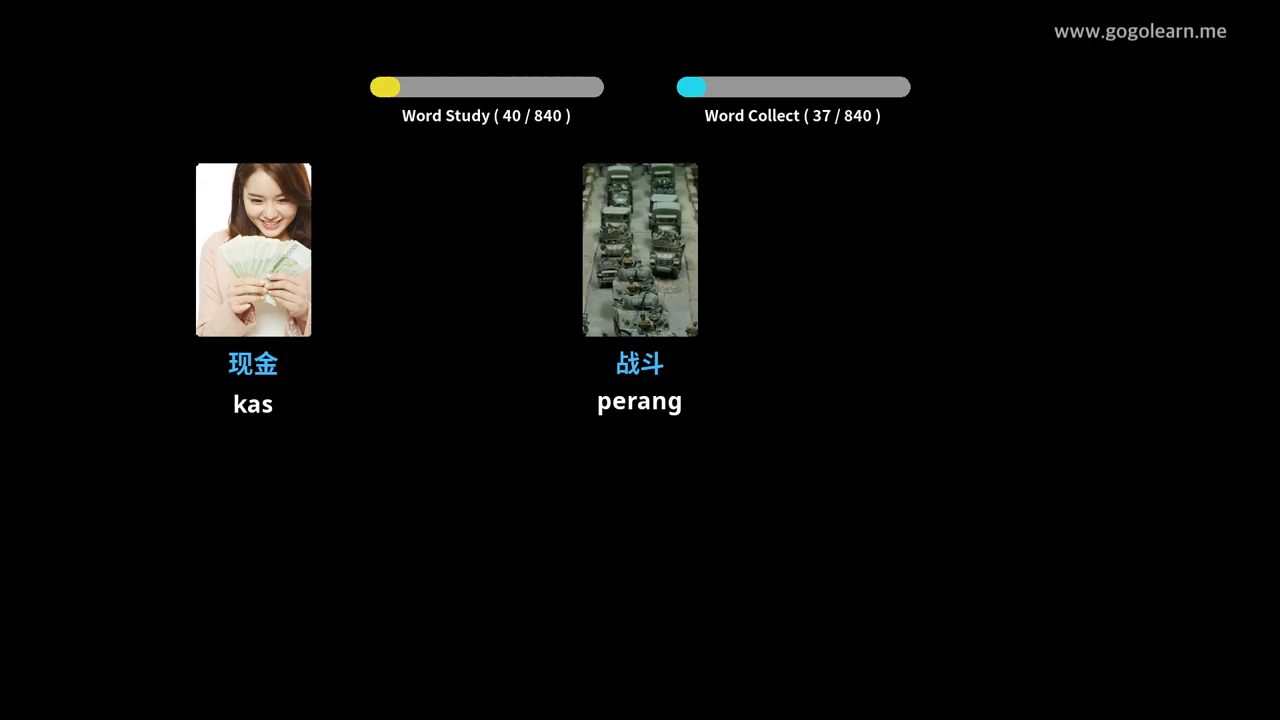 www.gogolearn.me
Word Study ( 40 / 840 )
Word Collect ( 37 / 840 )
现金
kas
战斗
perang